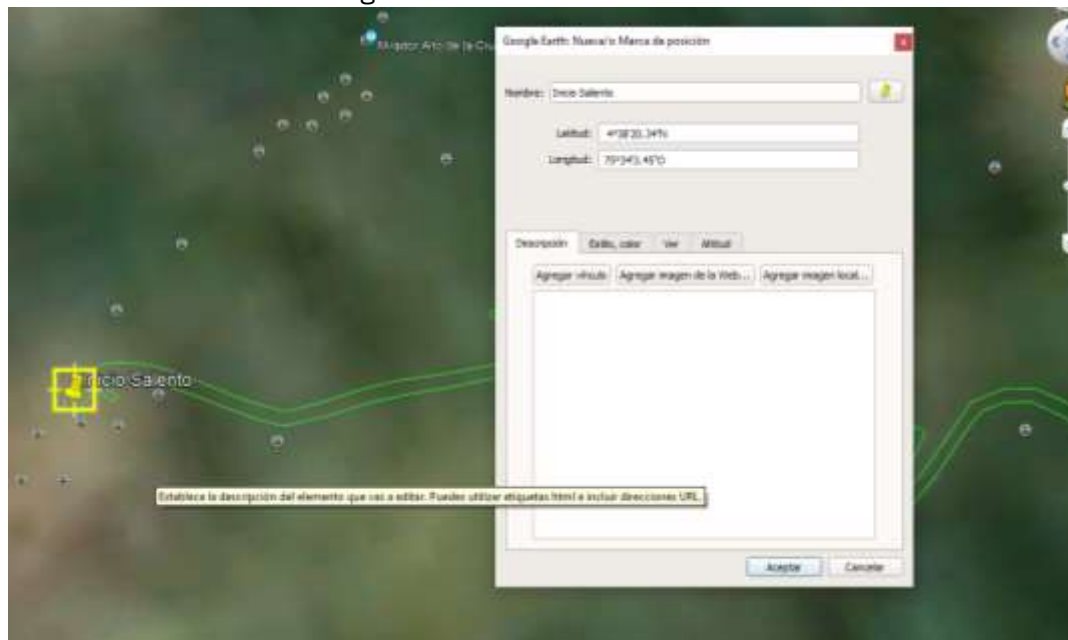 Mirador Alto de la Cru
Google Earth: Nueva/o Marca de posición
Nombre: Inicio Salento
Latitud:
Longitud:
Descripción Estilo, color Ver Altitud
Agregar vínculo Agregar imagen de la Web... Agregar imagen local...
Inicio Salento
Establece la descripción del elemento que vas a editar. Puedes utilizar etiquetas html e incluir direcciones URL.
Aceptar Cancelar